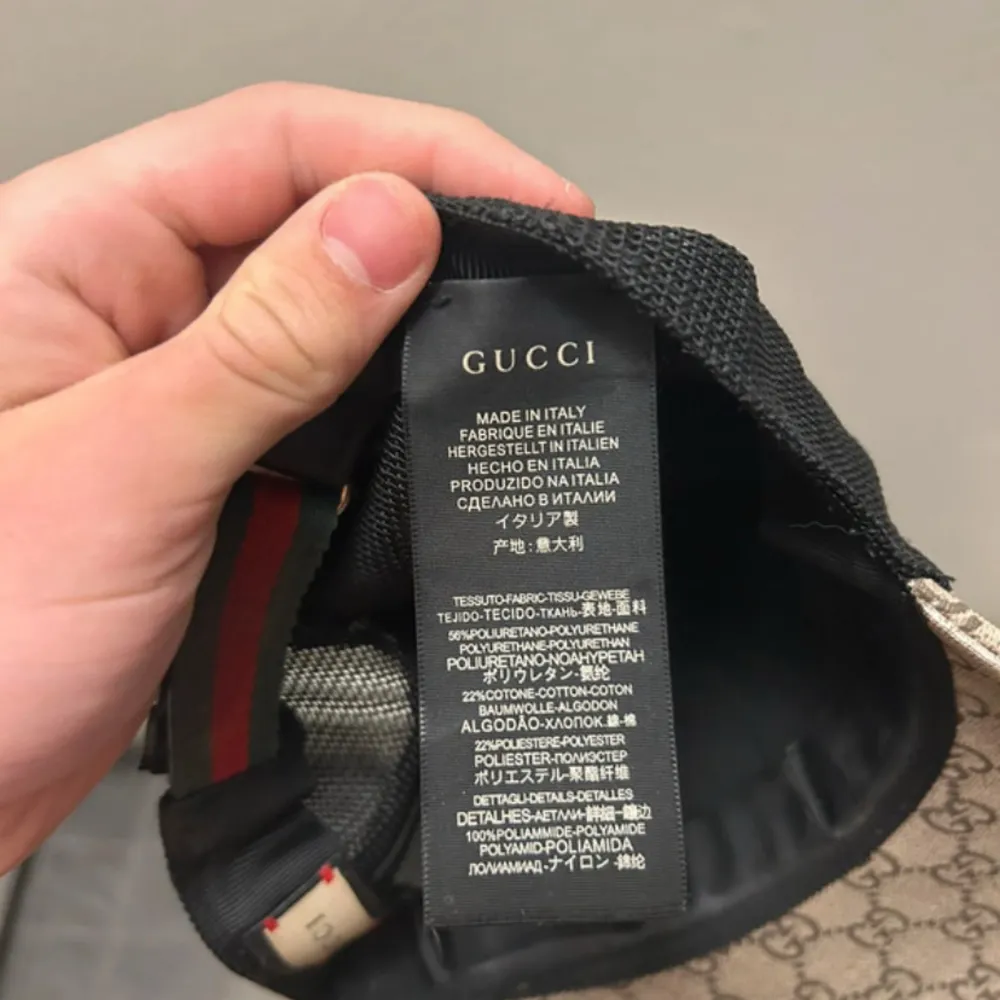 GUCCI
MADE IN ITALY
FABRIQUE EN ITALIE
HERGESTELLT IN ITALIEN
HECHO EN ITALIA
PRODUZIDO NA ITALIA
СДЕЛАНО В ИТАЛИИ
イタリア製
产地:意大利
TESSUTO-FABRIC-TISSU-GEWEBE
TEJIDO-TECIDO-ТКАНЬ-表地-面料
56%POLIURETANO-POLYURETHANE
POLYURETHANE-POLYURETHAN
POLIURETANO-NOAHYPETAH
ポリウレタン-氨纶
22%COTONE-COTTON-COTON
BAUMWOLLE-ALGODON
ALGODÃO-ХЛОПОК-綿-棉
22%POLIESTERE-POLYESTER
POLIESTER-ПОЛИЭСТЕР
ポリエステル-聚酯纤维
DETTAGLI-DETAILS-DETALLES
DETALHES-ДЕТАЛИ-詳細-镶边
100%POLIAMMIDE-POLYAMIDE
POLYAMID-POLIAMIDA
ПОЛИАМИД-ナイロン-锦纶